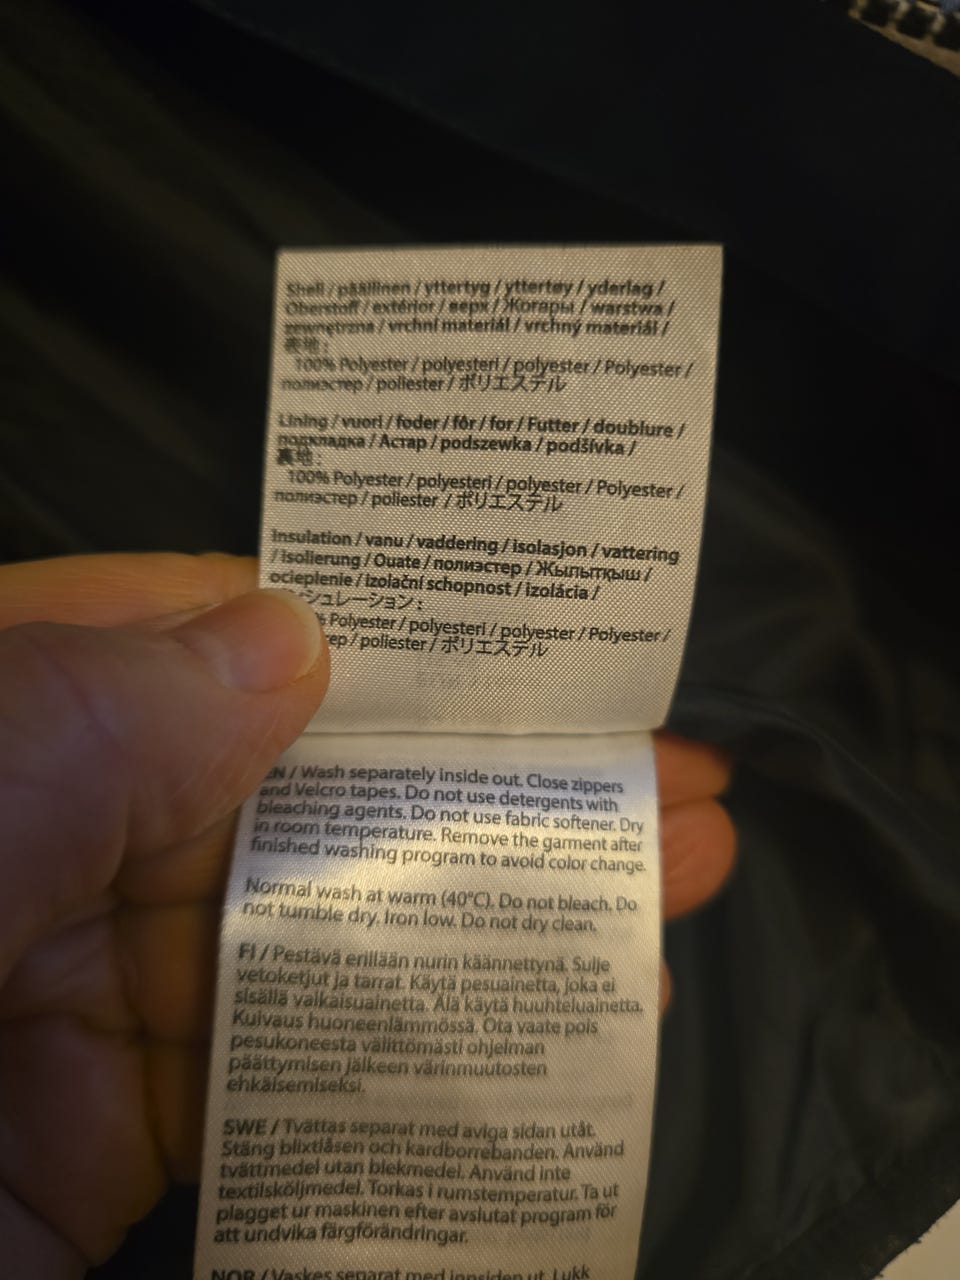 Shell / päällinen / yttertyg / yttertøy / yderlag /
Oberstoff / extérior / верх / Жоғарғы / warstwa /
zewnętrzna / vrchní materiál / vrchný materiál /
表地 :
100% Polyester / polyesteri / polyester / Polyester /
полиэстер / poliester / ポリエステル
Lining / vuori / foder / fôr / for / Futter / doublure /
подкладка / Астар / podszewka / podšívka /
裏地 :
100% Polyester / polyesteri / polyester / Polyester /
полиэстер / poliester / ポリエステル
Insulation / vanu / vaddering / isolasjon / vattering
/ Isolierung / Ouate / полиэстер / Жылытқыш /
ocieplenie / izolační schopnost / izolácia /
シュレーション :
% Polyester / polyesteri / polyester / Polyester /
/ poliester / ポリエステル
EN / Wash separately inside out. Close zippers
and Velcro tapes. Do not use detergents with
bleaching agents. Do not use fabric softener. Dry
in room temperature. Remove the garment after
finished washing program to avoid color change.
Normal wash at warm (40°C). Do not bleach. Do
not tumble dry. Iron low. Do not dry clean.
FI / Pestävä erillään nurin käännettynä. Sulje
vetoketjut ja tarrat. Käytä pesuainetta, joka ei
sisällä valkaisuainetta. Älä käytä huuhteluainetta.
Kuivaus huoneenlämmössä. Ota vaate pois
pesukoneesta välittömästi ohjelman
päättymisen jälkeen värinmuutosten
ehkäisemiseksi.
SWE / Tvättas separat med aviga sidan utåt.
Stäng blixtlåsen och kardborrebanden. Använd
tvättmedel utan blekmedel. Använd inte
textilsköljmedel. Torkas i rumstemperatur. Ta ut
plagget ur maskinen efter avslutat program för
att undvika färgförändringar.
NOR / Vaskes separat med innsiden ut. Lukk